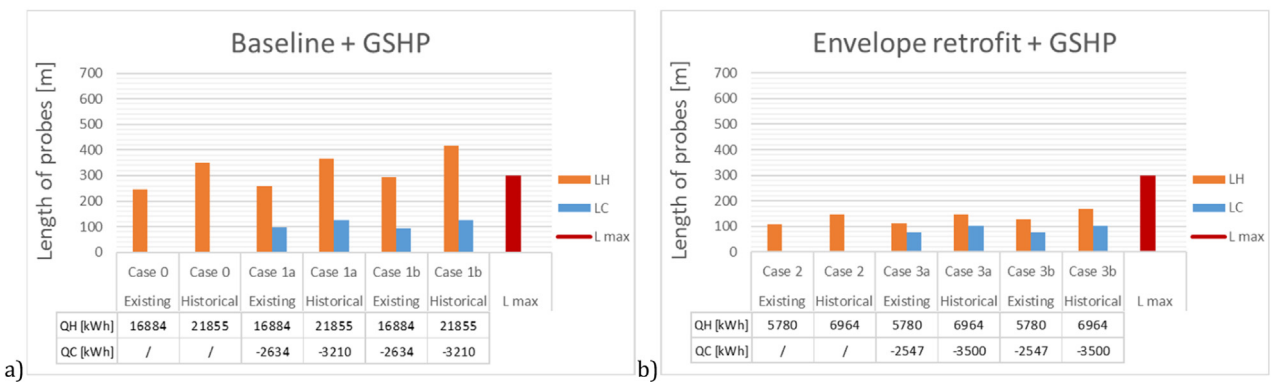 Baseline + GSHP
Length of probes [m]
700
600
500
400
300
200
100
0
LH
LC
L max
Case 0 Case 0 Case 1a Case 1a Case 1b Case 1b
Existing Historical Existing Historical Existing Historical L max
QH [kWh] 16884 21855 16884 21855 16884 21855
QC [kWh] / / -2634 -3210 -2634 -3210
a)
Envelope retrofit + GSHP
Length of probes [m]
700
600
500
400
300
200
100
0
LH
LC
L max
Case 2 Case 2 Case 3a Case 3a Case 3b Case 3b
Existing Historical Existing Historical Existing Historical L max
QH [kWh] 5780 6964 5780 6964 5780 6964
QC [kWh] / / -2547 -3500 -2547 -3500
b)